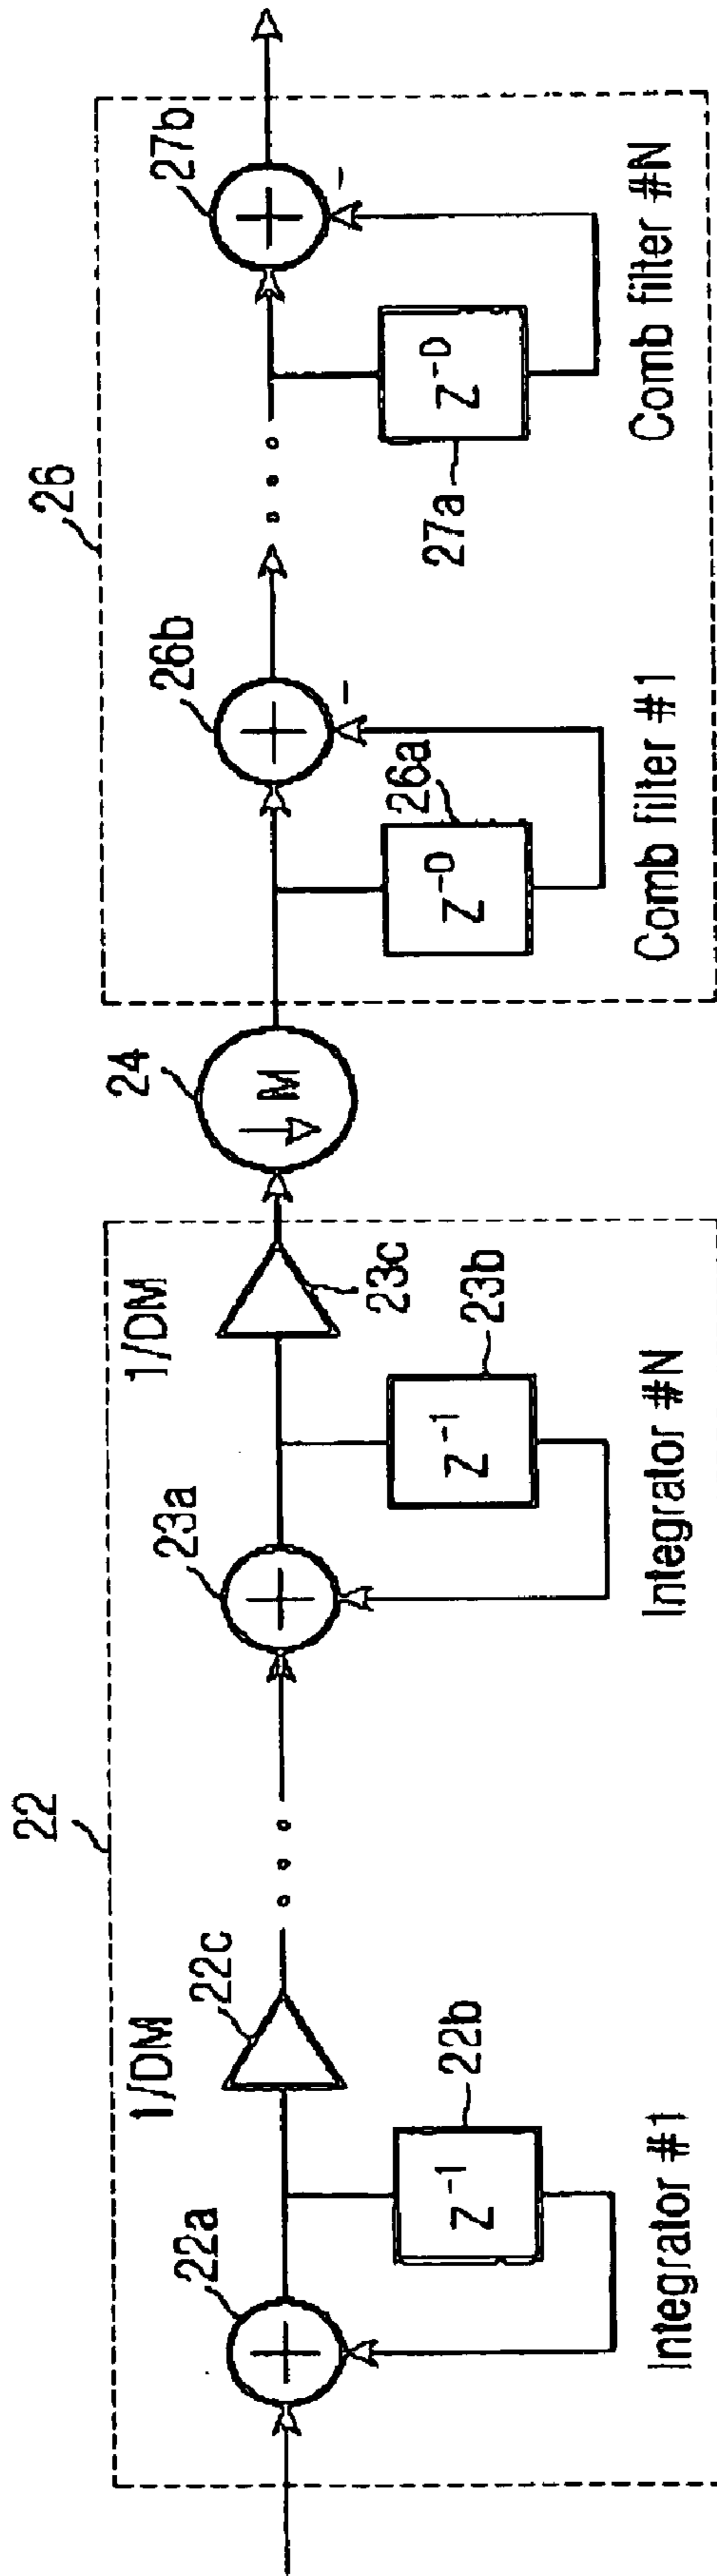 22
22a
Z⁻¹
22b
1/DM
22c
Integrator #1
23a
Z⁻¹
23b
1/DM
23c
Integrator #N
24
M
26
26b
-
Z⁻ᴰ
26a
Comb filter #1
27b
-
Z⁻ᴰ
27a
Comb filter #N